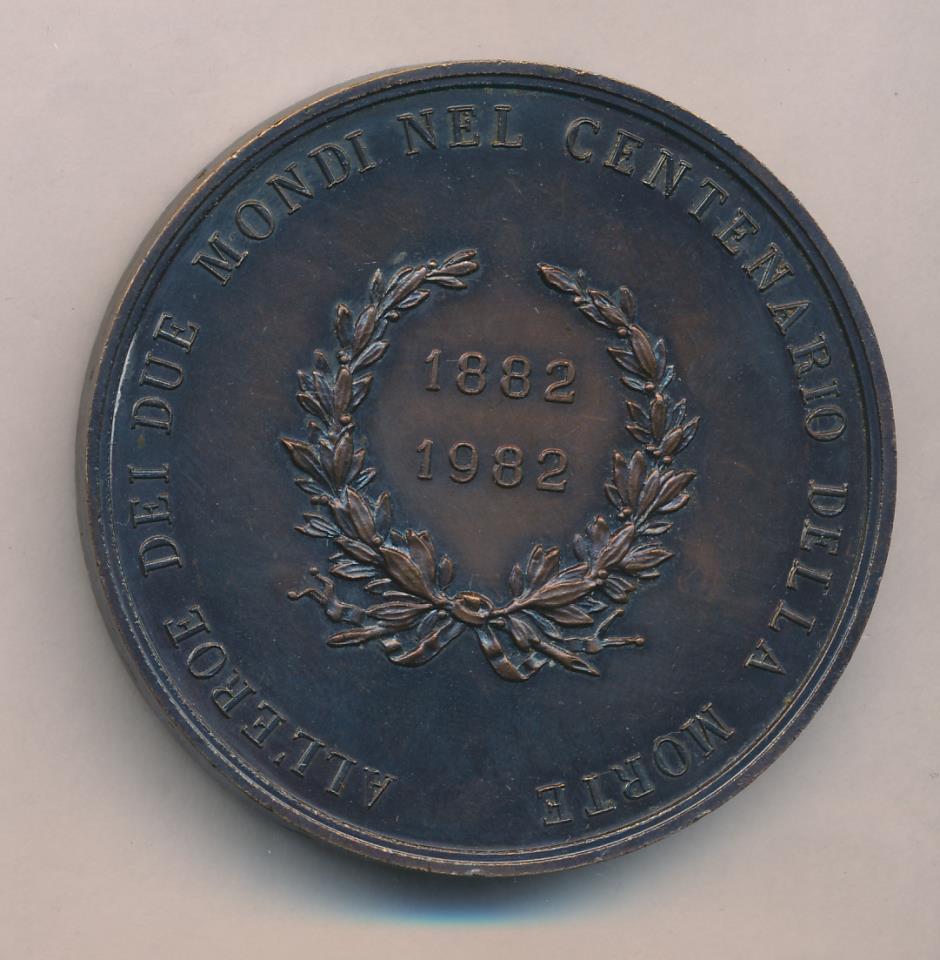 ALL'EROE DEI DUE MONDI NEL CENTENARIO DELLA MORTE
1882
1982